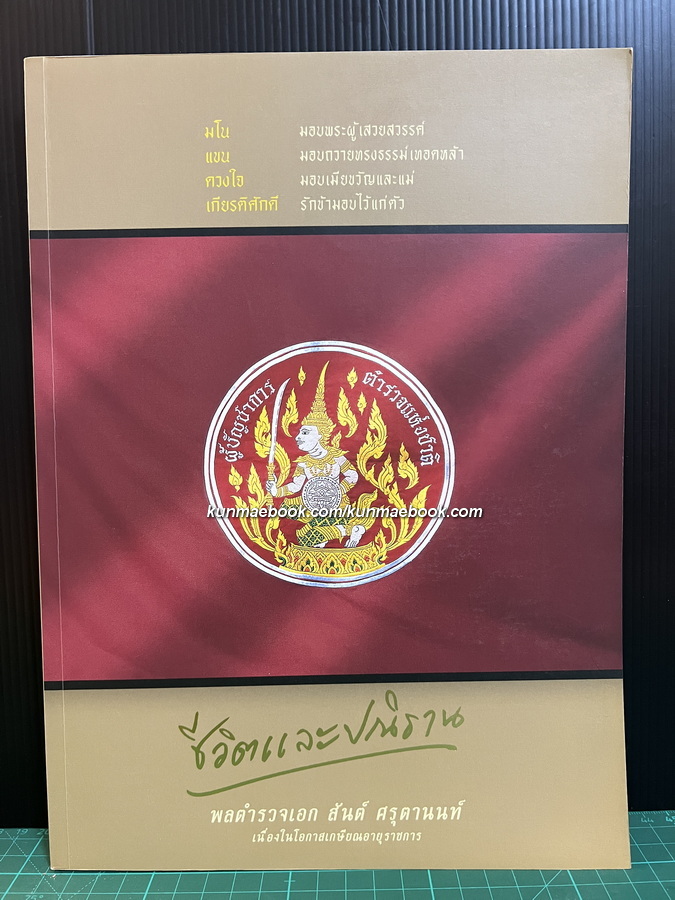 มโน มอบพระผู้เสวยสวรรค์
แขน มอบถวายทรงธรรม์เทอดหล้า
ดวงใจ มอบเมียขวัญและแม่
เกียรติศักดิ์ รักข้ามอบไว้แก่ตัว
ผู้บัญชาการ ตำรวจแห่งชาติ
kunmaebook.com/kuhmaebook.com
ชีวิตและปณิธาน
พลตำรวจเอก สันต์ ศรุตานนท์
เนื่องในโอกาสเกษียณอายุราชการ